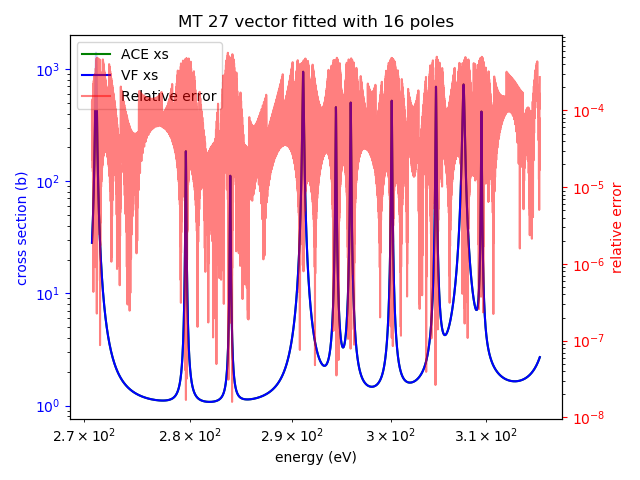 MT 27 vector fitted with 16 poles
ACE xs
VF xs
Relative error
10³
10²
10¹
10⁰
cross section (b)
10⁻⁴
10⁻⁵
10⁻⁶
10⁻⁷
10⁻⁸
relative error
2.7 × 10² 2.8 × 10² 2.9 × 10² 3 × 10² 3.1 × 10²
energy (eV)